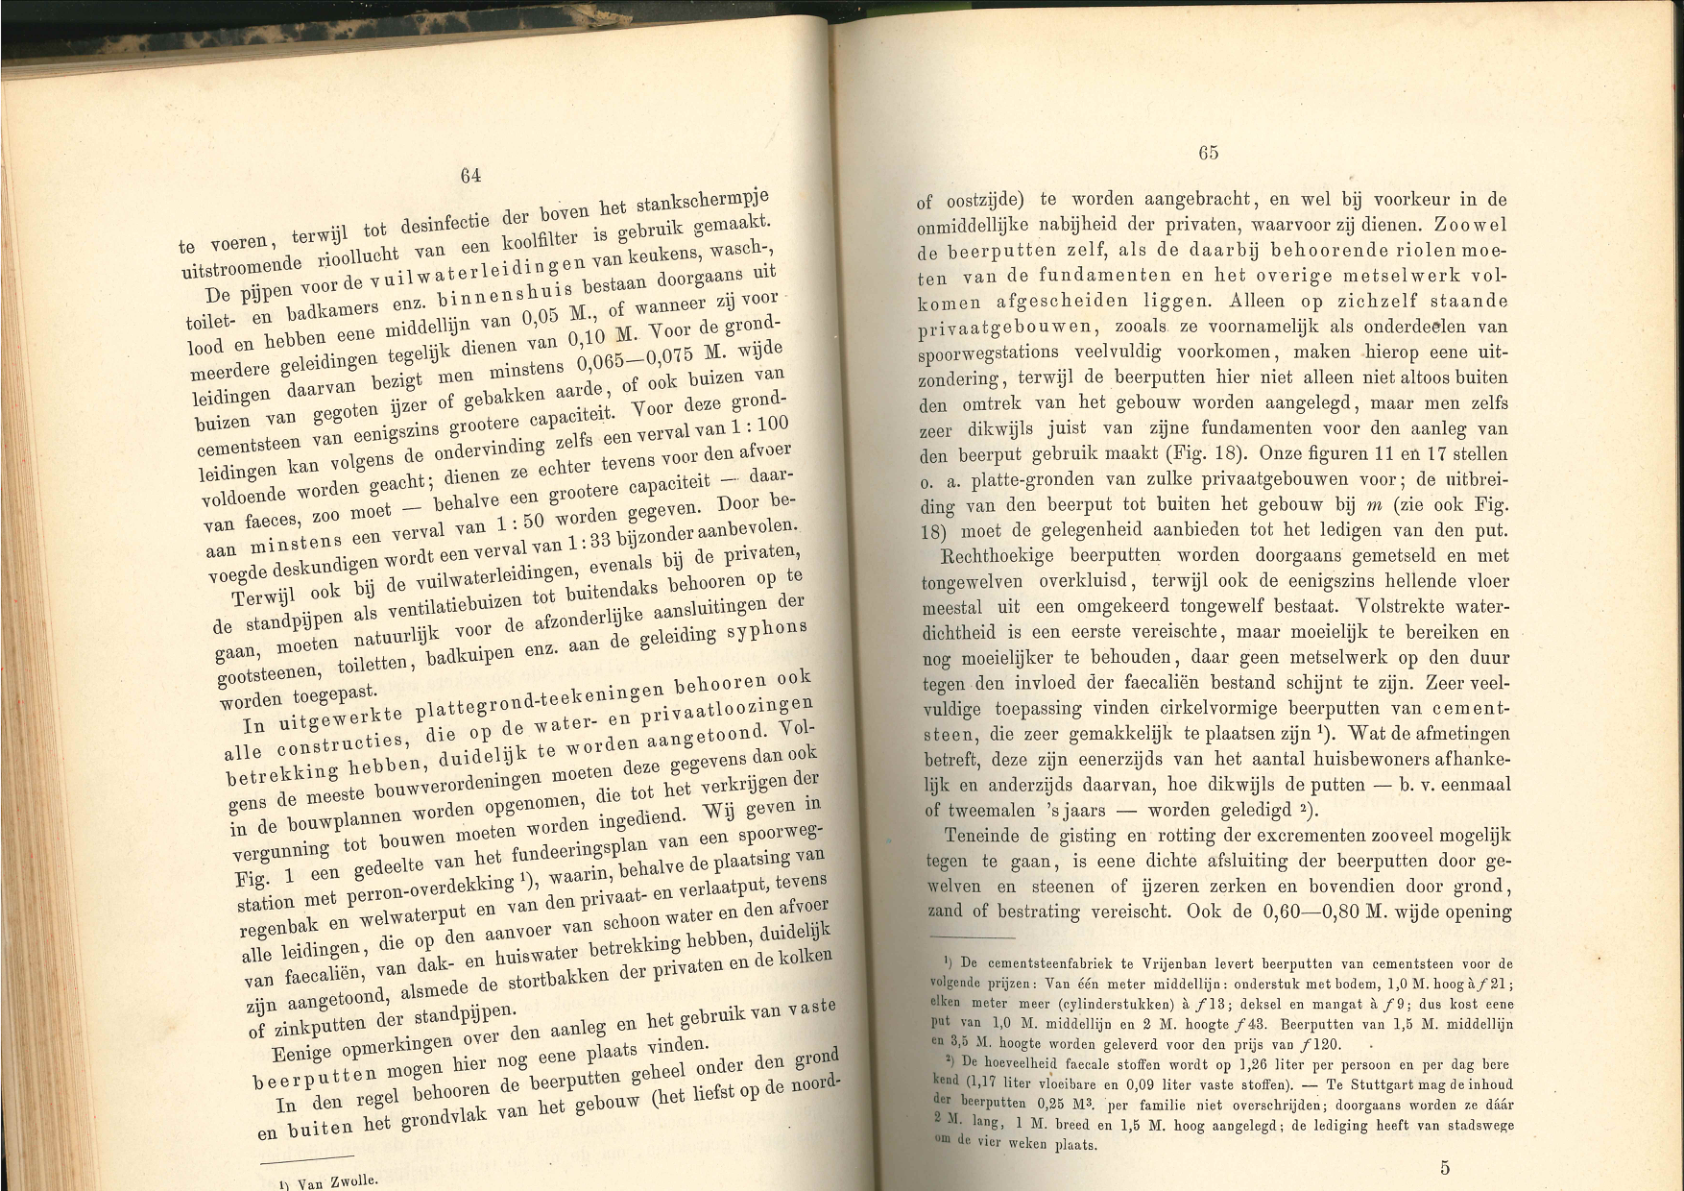 64
te voeren, terwijl tot desinfectie der boven het stankschermpje
uitstroomende rioollucht van een koolfilter is gebruik gemaakt.
De pijpen voor de vuilwaterleidingen van keukens, wasch-,
toilet- en badkamers enz. binnenshuis bestaan doorgaans uit
lood en hebben eene middellijn van 0,05 M., of wanneer zij voor
meerdere geleidingen tegelijk dienen van 0,10 M. Voor de grond-
leidingen daarvan bezigt men minstens 0,065—0,075 M. wijde
buizen van gegoten ijzer of gebakken aarde, of ook buizen van
cementsteen van eenigszins grootere capaciteit. Voor deze grond-
leidingen kan volgens de ondervinding zelfs een verval van 1 : 100
voldoende worden geacht; dienen ze echter tevens voor den afvoer
van faeces, zoo moet — behalve een grootere capaciteit — daar-
aan minstens een verval van 1 : 50 worden gegeven. Door be-
voegde deskundigen wordt een verval van 1 : 33 bijzonder aanbevolen.
Terwijl ook bij de vuilwaterleidingen, evenals bij de privaten,
de standpijpen als ventilatiebuizen tot buitendaks behooren op te
gaan, moeten natuurlijk voor de afzonderlijke aansluitingen der
gootsteenen, toiletten, badkuipen enz. aan de geleiding syphons
worden toegepast.
In uitgewerkte plattegrond-teekeningen behooren ook
alle constructies, die op de water- en privaatloozingen
betrekking hebben, duidelijk te worden aangetoond. Vol-
gens de meeste bouwverordeningen moeten deze gegevens dan ook
in de bouwplannen worden opgenomen, die tot het verkrijgen der
vergunning tot bouwen moeten worden ingediend. Wij geven in
Fig. 1 een gedeelte van het fundeeringsplan van een spoorweg-
station met perron-overdekking ¹), waarin, behalve de plaatsing van
regenbak en welwaterput en van den privaat- en verlaatput, tevens
alle leidingen, die op den aanvoer van schoon water en den afvoer
van faecaliën, van dak- en huiswater betrekking hebben, duidelijk
zijn aangetoond, alsmede de stortbakken der privaten en de kolken
of zinkputten der standpijpen.
Eenige opmerkingen over den aanleg en het gebruik van vaste
beerputten mogen hier nog eene plaats vinden.
In den regel behooren de beerputten geheel onder den grond
en buiten het grondvlak van het gebouw (het liefst op de noord-
¹) Van Zwolle.
65
of oostzijde) te worden aangebracht, en wel bij voorkeur in de
onmiddellijke nabijheid der privaten, waarvoor zij dienen. Zoowel
de beerputten zelf, als de daarbij behoorende riolen moe-
ten van de fundamenten en het overige metselwerk vol-
komen afgescheiden liggen. Alleen op zichzelf staande
privaatgebouwen, zooals ze voornamelijk als onderdeelen van
spoorwegstations veelvuldig voorkomen, maken hierop eene uit-
zondering, terwijl de beerputten hier niet alleen niet altoos buiten
den omtrek van het gebouw worden aangelegd, maar men zelfs
zeer dikwijls juist van zijne fundamenten voor den aanleg van
den beerput gebruik maakt (Fig. 18). Onze figuren 11 en 17 stellen
o. a. platte-gronden van zulke privaatgebouwen voor; de uitbrei-
ding van den beerput tot buiten het gebouw bij m (zie ook Fig.
18) moet de gelegenheid aanbieden tot het ledigen van den put.
Rechthoekige beerputten worden doorgaans gemetseld en met
tongewelven overkluisd, terwijl ook de eenigszins hellende vloer
meestal uit een omgekeerd tongewelf bestaat. Volstrekte water-
dichtheid is een eerste vereischte, maar moeielijk te bereiken en
nog moeielijker te behouden, daar geen metselwerk op den duur
tegen den invloed der faecaliën bestand schijnt te zijn. Zeer veel-
vuldige toepassing vinden cirkelvormige beerputten van cement-
steen, die zeer gemakkelijk te plaatsen zijn ¹). Wat de afmetingen
betreft, deze zijn eenerzijds van het aantal huisbewoners afhanke-
lijk en anderzijds daarvan, hoe dikwijls de putten — b. v. eenmaal
of tweemalen 's jaars — worden geledigd ²).
Teneinde de gisting en rotting der excrementen zooveel mogelijk
tegen te gaan, is eene dichte afsluiting der beerputten door ge-
welven en steenen of ijzeren zerken en bovendien door grond,
zand of bestrating vereischt. Ook de 0,60—0,80 M. wijde opening
¹) De cementsteenfabriek te Vrijenban levert beerputten van cementsteen voor de
volgende prijzen: Van één meter middellijn: onderstuk met bodem, 1,0 M. hoog à ƒ 21;
elken meter meer (cylinderstukken) à ƒ 13; deksel en mangat à ƒ 9; dus kost eene
put van 1,0 M. middellijn en 2 M. hoogte ƒ 43. Beerputten van 1,5 M. middellijn
en 3,5 M. hoogte worden geleverd voor den prijs van ƒ 120.
²) De hoeveelheid faecale stoffen wordt op 1,26 liter per persoon en per dag bere
kend (1,17 liter vloeibare en 0,09 liter vaste stoffen). — Te Stuttgart mag de inhoud
der beerputten 0,25 M³. per familie niet overschrijden; doorgaans worden ze dáár
2 M. lang, 1 M. breed en 1,5 M. hoog aangelegd; de lediging heeft van stadswege
om de vier weken plaats.
5